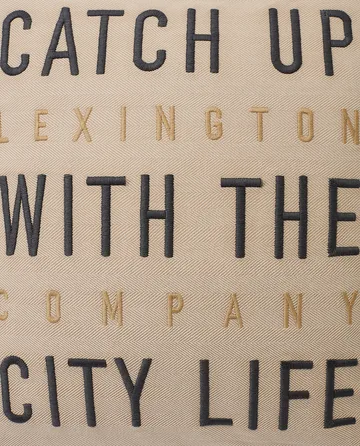 CATCH UP
LEXINGTON
WITH THE
COMPANY
CITY LIFE